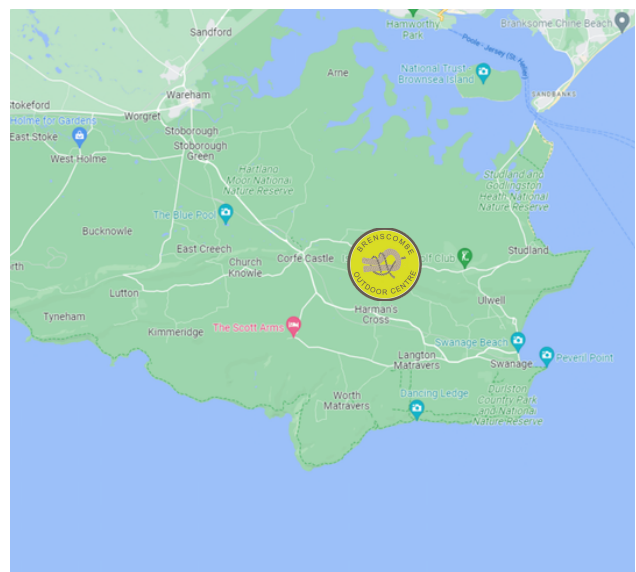 Hamworthy
Park
Branksome Chine Beach
Sandford
Poole - Jersey (St. Helier)
National Trust -
Brownsea Island
Arne
SANDBANKS
Wareham
Stokeford
Worgret
Holme for Gardens
East Stoke
Stoborough
Stoborough
Green
West Holme
Hartland
Moor National
Nature Reserve
Studland and
Godlingston
Heath National
Nature Reserve
The Blue Pool
Bucknowle
BRENSCOMBE
OUTDOOR CENTRE
East Creech
Corfe Castle
olf Club
Studland
Church
Knowle
rth
Lutton
Ulwell
Harman's
Cross
Tyneham
Kimmeridge
The Scott Arms
Swanage Beach
Langton
Matravers
Swanage
Peveril Point
Worth
Matravers
Dancing Ledge
Durlston
Country Park
and National
Nature Reserve